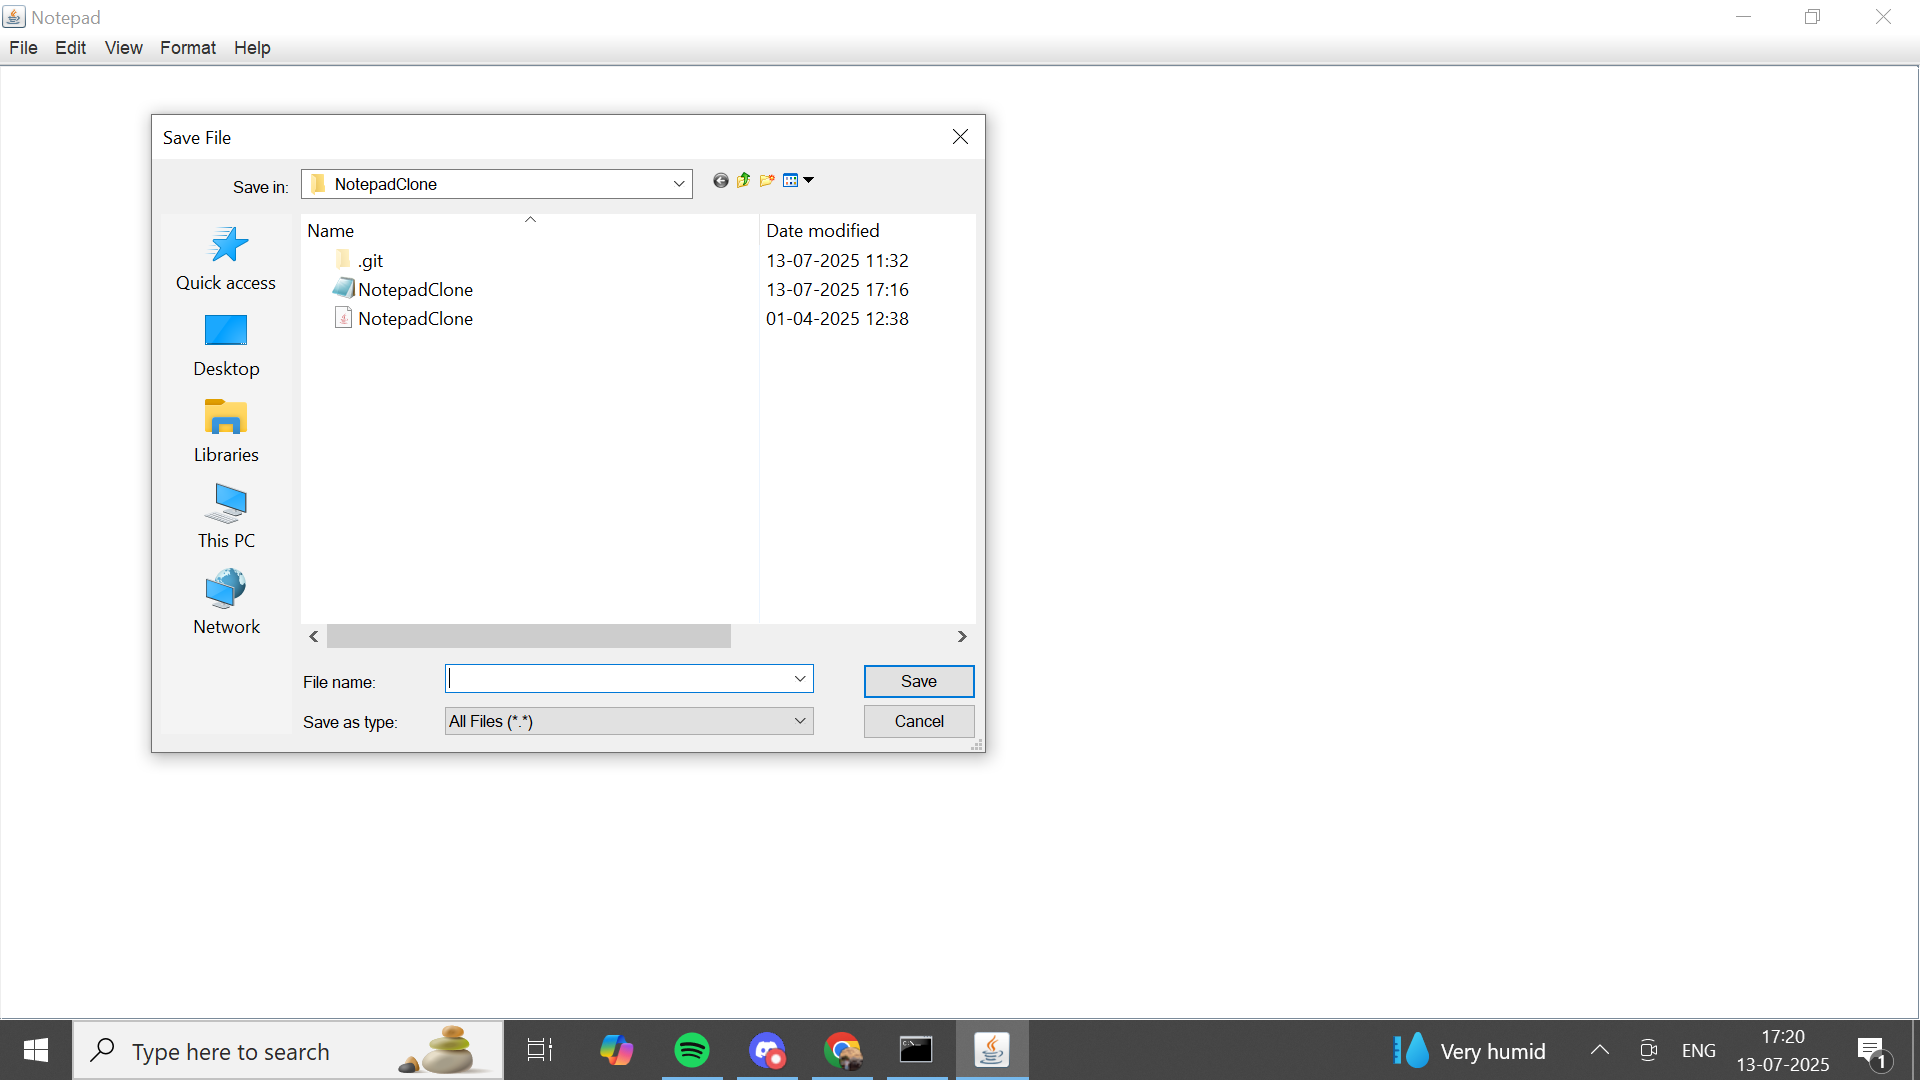 Notepad
File Edit View Format Help
Save File
Save in: NotepadClone
Name Date modified
.git 13-07-2025 11:32
NotepadClone 13-07-2025 17:16
NotepadClone 01-04-2025 12:38
Quick access
Desktop
Libraries
This PC
Network
File name: Save
Save as type: All Files (*.*) Cancel
Type here to search
C:\_
Very humid
ENG
17:20
13-07-2025
1